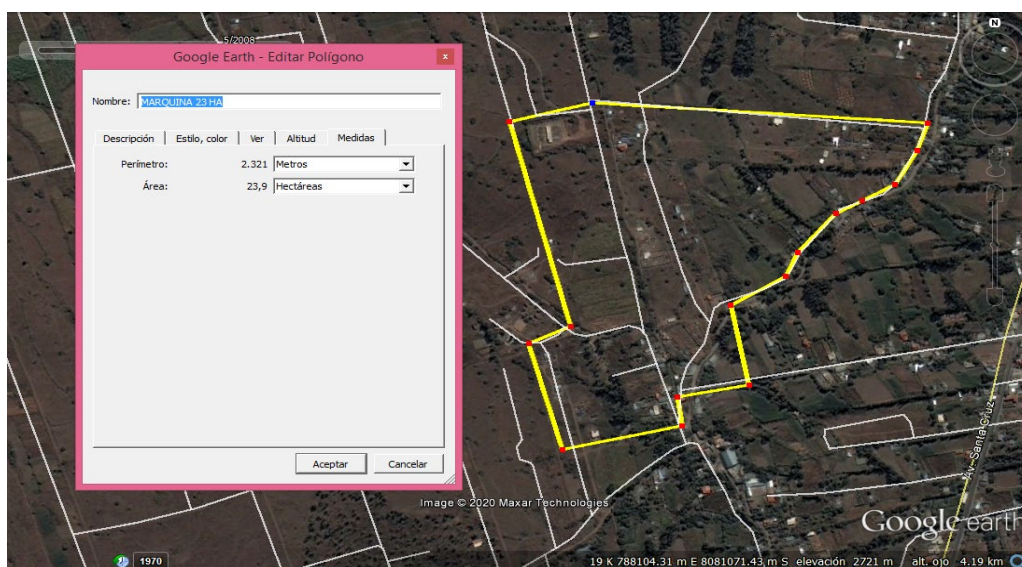 5/2008
Google Earth - Editar Polígono
x
Nombre: MARQUINA 23 HA
Descripción Estilo, color Ver Altitud Medidas
Perímetro: 2.321 Metros
Área: 23,9 Hectáreas
Aceptar Cancelar
N
Av. Santa Cruz
Image © 2020 Maxar Technologies
Google earth
1970
19 K 788104.31 m E 8081071.43 m S elevación 2721 m alt. ojo 4.19 km